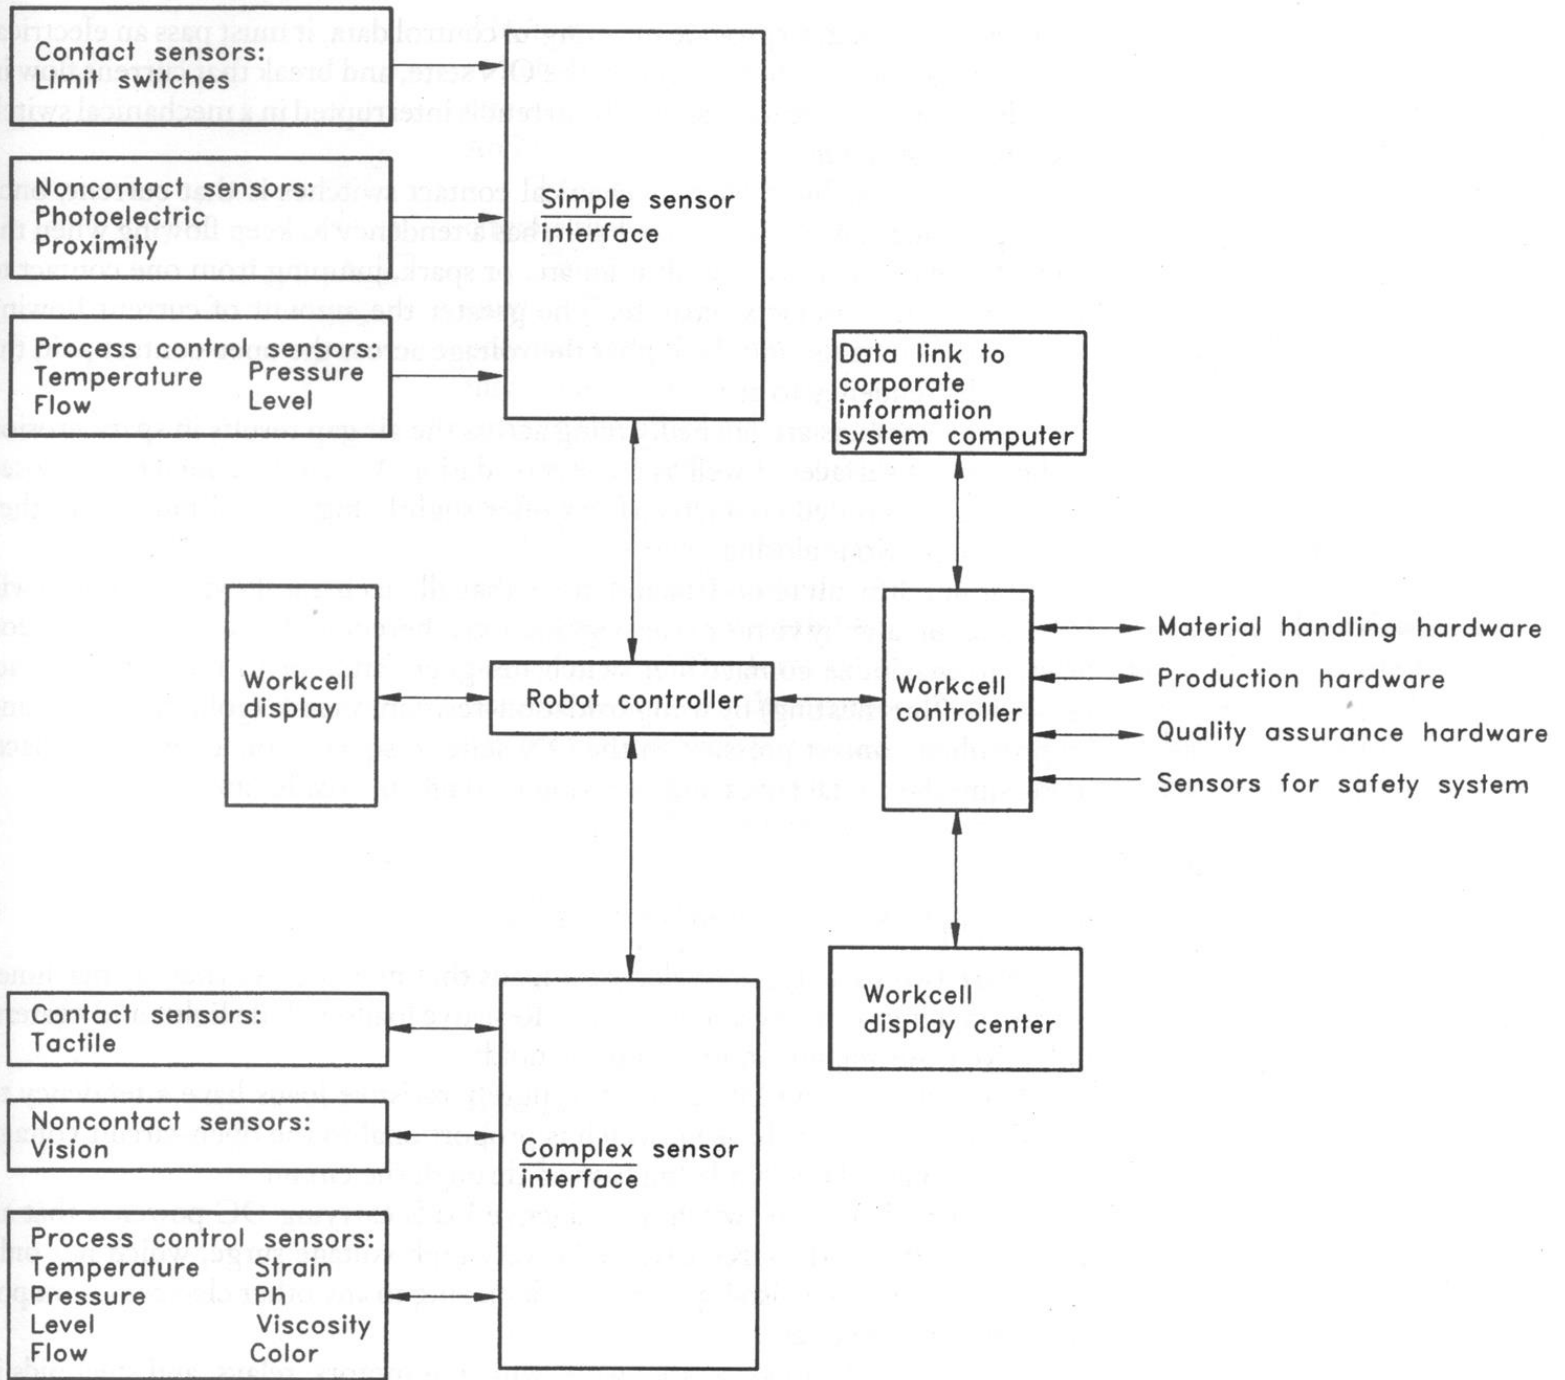 Contact sensors:
Limit switches
Noncontact sensors:
Photoelectric
Proximity
Process control sensors:
Temperature Pressure
Flow Level
Simple sensor
interface
Data link to
corporate
information
system computer
Workcell
display
Robot controller
Workcell
controller
Material handling hardware
Production hardware
Quality assurance hardware
Sensors for safety system
Workcell
display center
Contact sensors:
Tactile
Noncontact sensors:
Vision
Process control sensors:
Temperature Strain
Pressure Ph
Level Viscosity
Flow Color
Complex sensor
interface